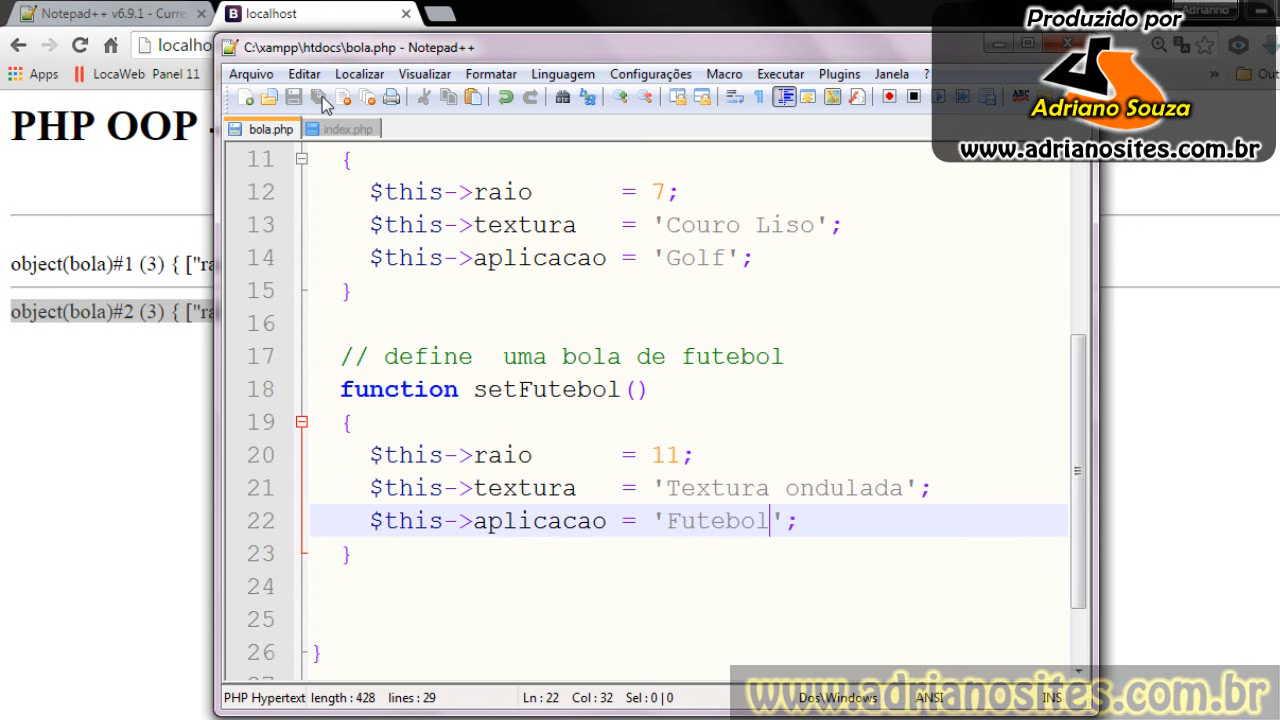 Notepad++ v6.9.1 - Curre
localhost
Adrianno
Produzido por
Adriano Souza
www.adrianosites.com.br
localho
C:\xampp\htdocs\bola.php - Notepad++
Apps
LocaWeb
Panel 11
Out
Arquivo Editar Localizar Visualizar Formatar Linguagem Configurações Macro Executar Plugins Janela ?
bola.php
index.php
PHP OOP -
object(bola)#1 (3) { ["ra
object(bola)#2 (3) { ["ra
11 {
12 $this->raio = 7;
13 $this->textura = 'Couro Liso';
14 $this->aplicacao = 'Golf';
15 }
16
17 // define uma bola de futebol
18 function setFutebol()
19 {
20 $this->raio = 11;
21 $this->textura = 'Textura ondulada';
22 $this->aplicacao = 'Futebol';
23 }
24
25
26 }
PHP Hypertext length : 428 lines : 29 Ln : 22 Col : 32 Sel : 0 | 0 Dos\Windows ANSI INS
www.adrianosites.com.br